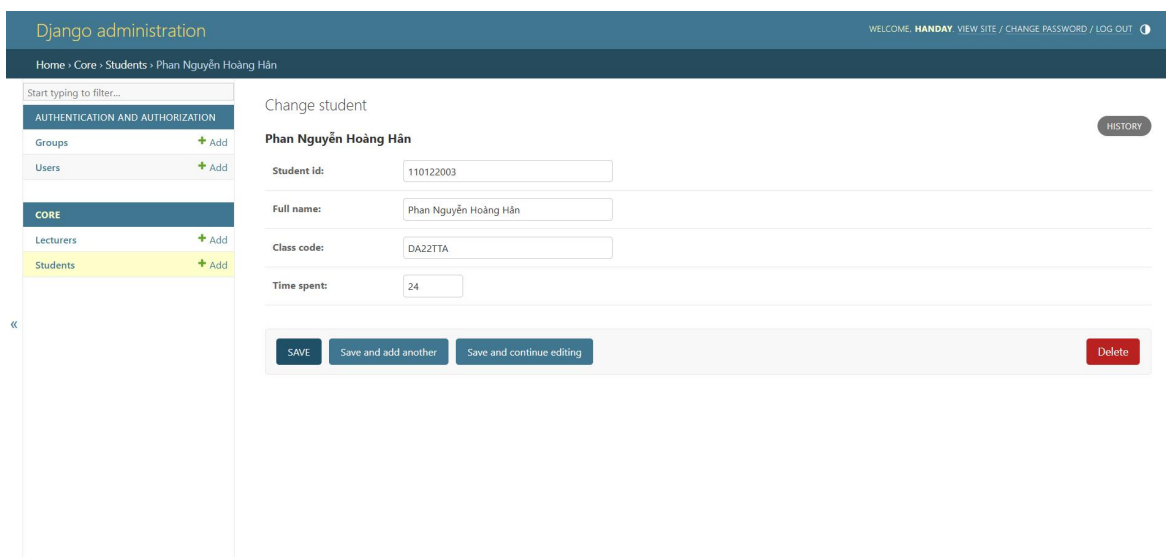 Django administration
WELCOME, HANDAY. VIEW SITE / CHANGE PASSWORD / LOG OUT
Home › Core › Students › Phan Nguyễn Hoàng Hân
Start typing to filter...
AUTHENTICATION AND AUTHORIZATION
Groups + Add
Users + Add
CORE
Lecturers + Add
Students + Add
«
Change student
HISTORY
Phan Nguyễn Hoàng Hân
Student id: 110122003
Full name: Phan Nguyễn Hoàng Hân
Class code: DA22TTA
Time spent: 24
SAVE Save and add another Save and continue editing Delete